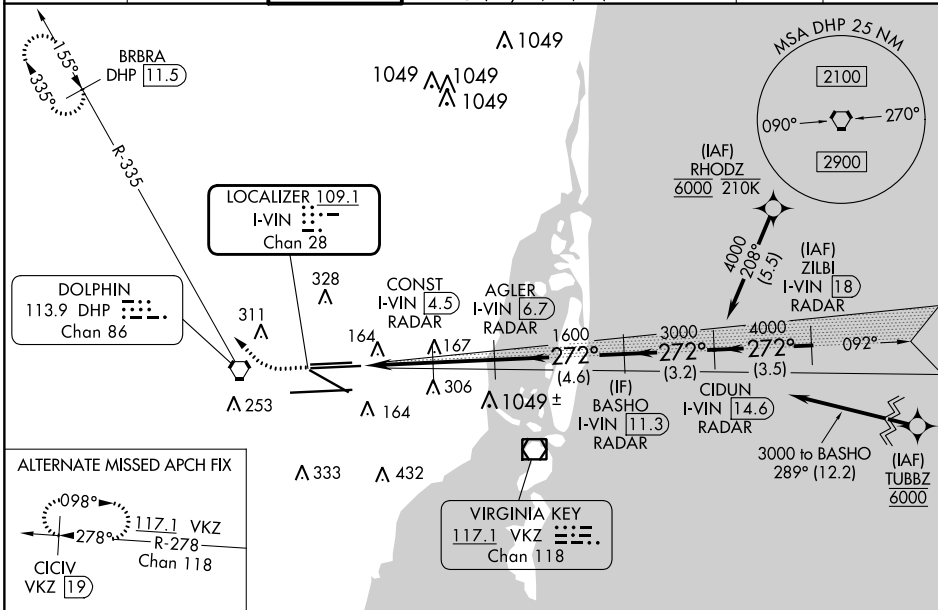 1049
1049
1049
1049
MSA DHP 25 NM
2100
090°
270°
2900
155°
335°
BRBRA
DHP 11.5
R-335
(IAF)
RHODZ
6000 210K
4000
208°
(5.5)
LOCALIZER 109.1
I-VIN
Chan 28
DOLPHIN
113.9 DHP
Chan 86
311
328
CONST
I-VIN 4.5
RADAR
AGLER
I-VIN 6.7
RADAR
(IAF)
ZILBI
I-VIN 18
RADAR
164
167
1600
272°
(4.6)
3000
272°
(3.2)
4000
272°
(3.5)
092°
253
164
306
1049 ±
(IF)
BASHO
I-VIN 11.3
RADAR
CIDUN
I-VIN 14.6
RADAR
3000 to BASHO
289° (12.2)
(IAF)
TUBBZ
6000
333
432
VIRGINIA KEY
117.1 VKZ
Chan 118
ALTERNATE MISSED APCH FIX
098°
278°
117.1 VKZ
R-278
Chan 118
CICIV
VKZ 19